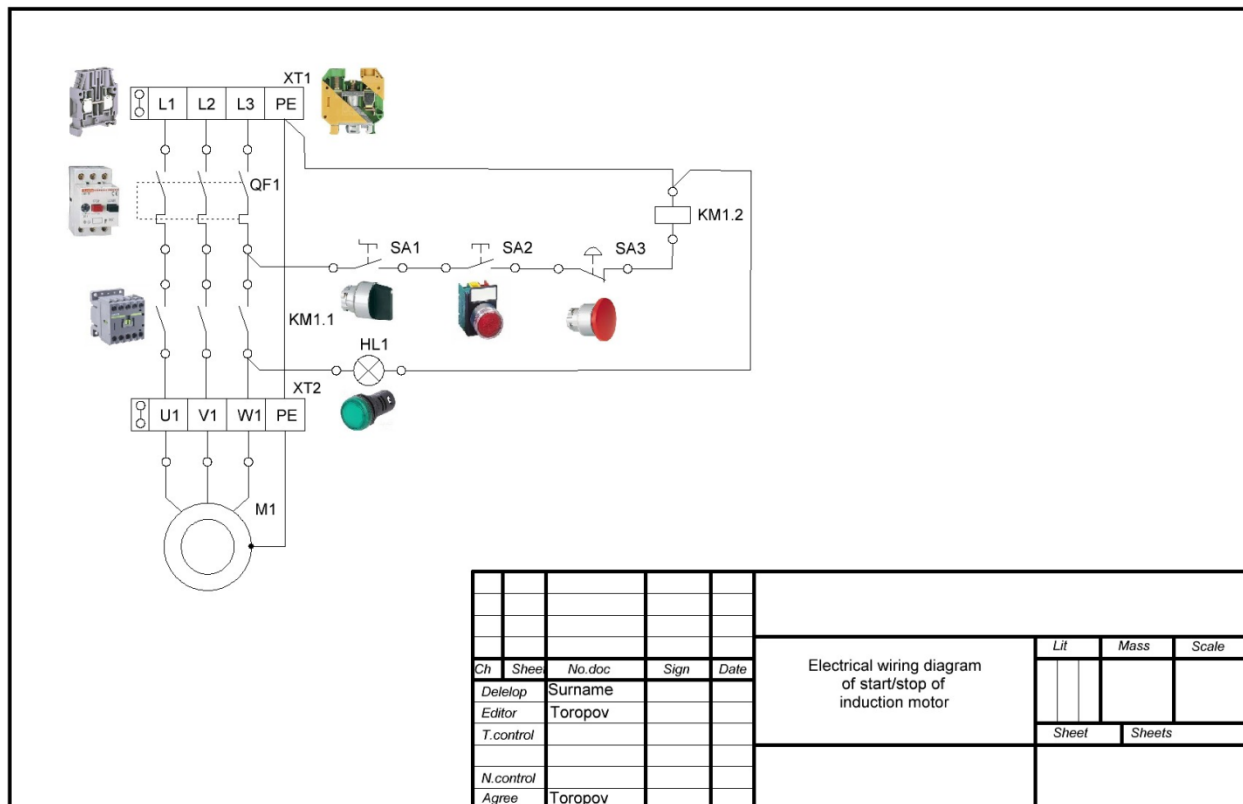 XT1
L1 L2 L3 PE
QF1
KM1.2
SA1 SA2 SA3
KM1.1
HL1
XT2
U1 V1 W1 PE
M1
Ch Sheet No.doc Sign Date
Delelop Surname
Editor Toropov
T.control
N.control
Agree Toropov
Electrical wiring diagram
of start/stop of
induction motor
Lit Mass Scale
Sheet Sheets